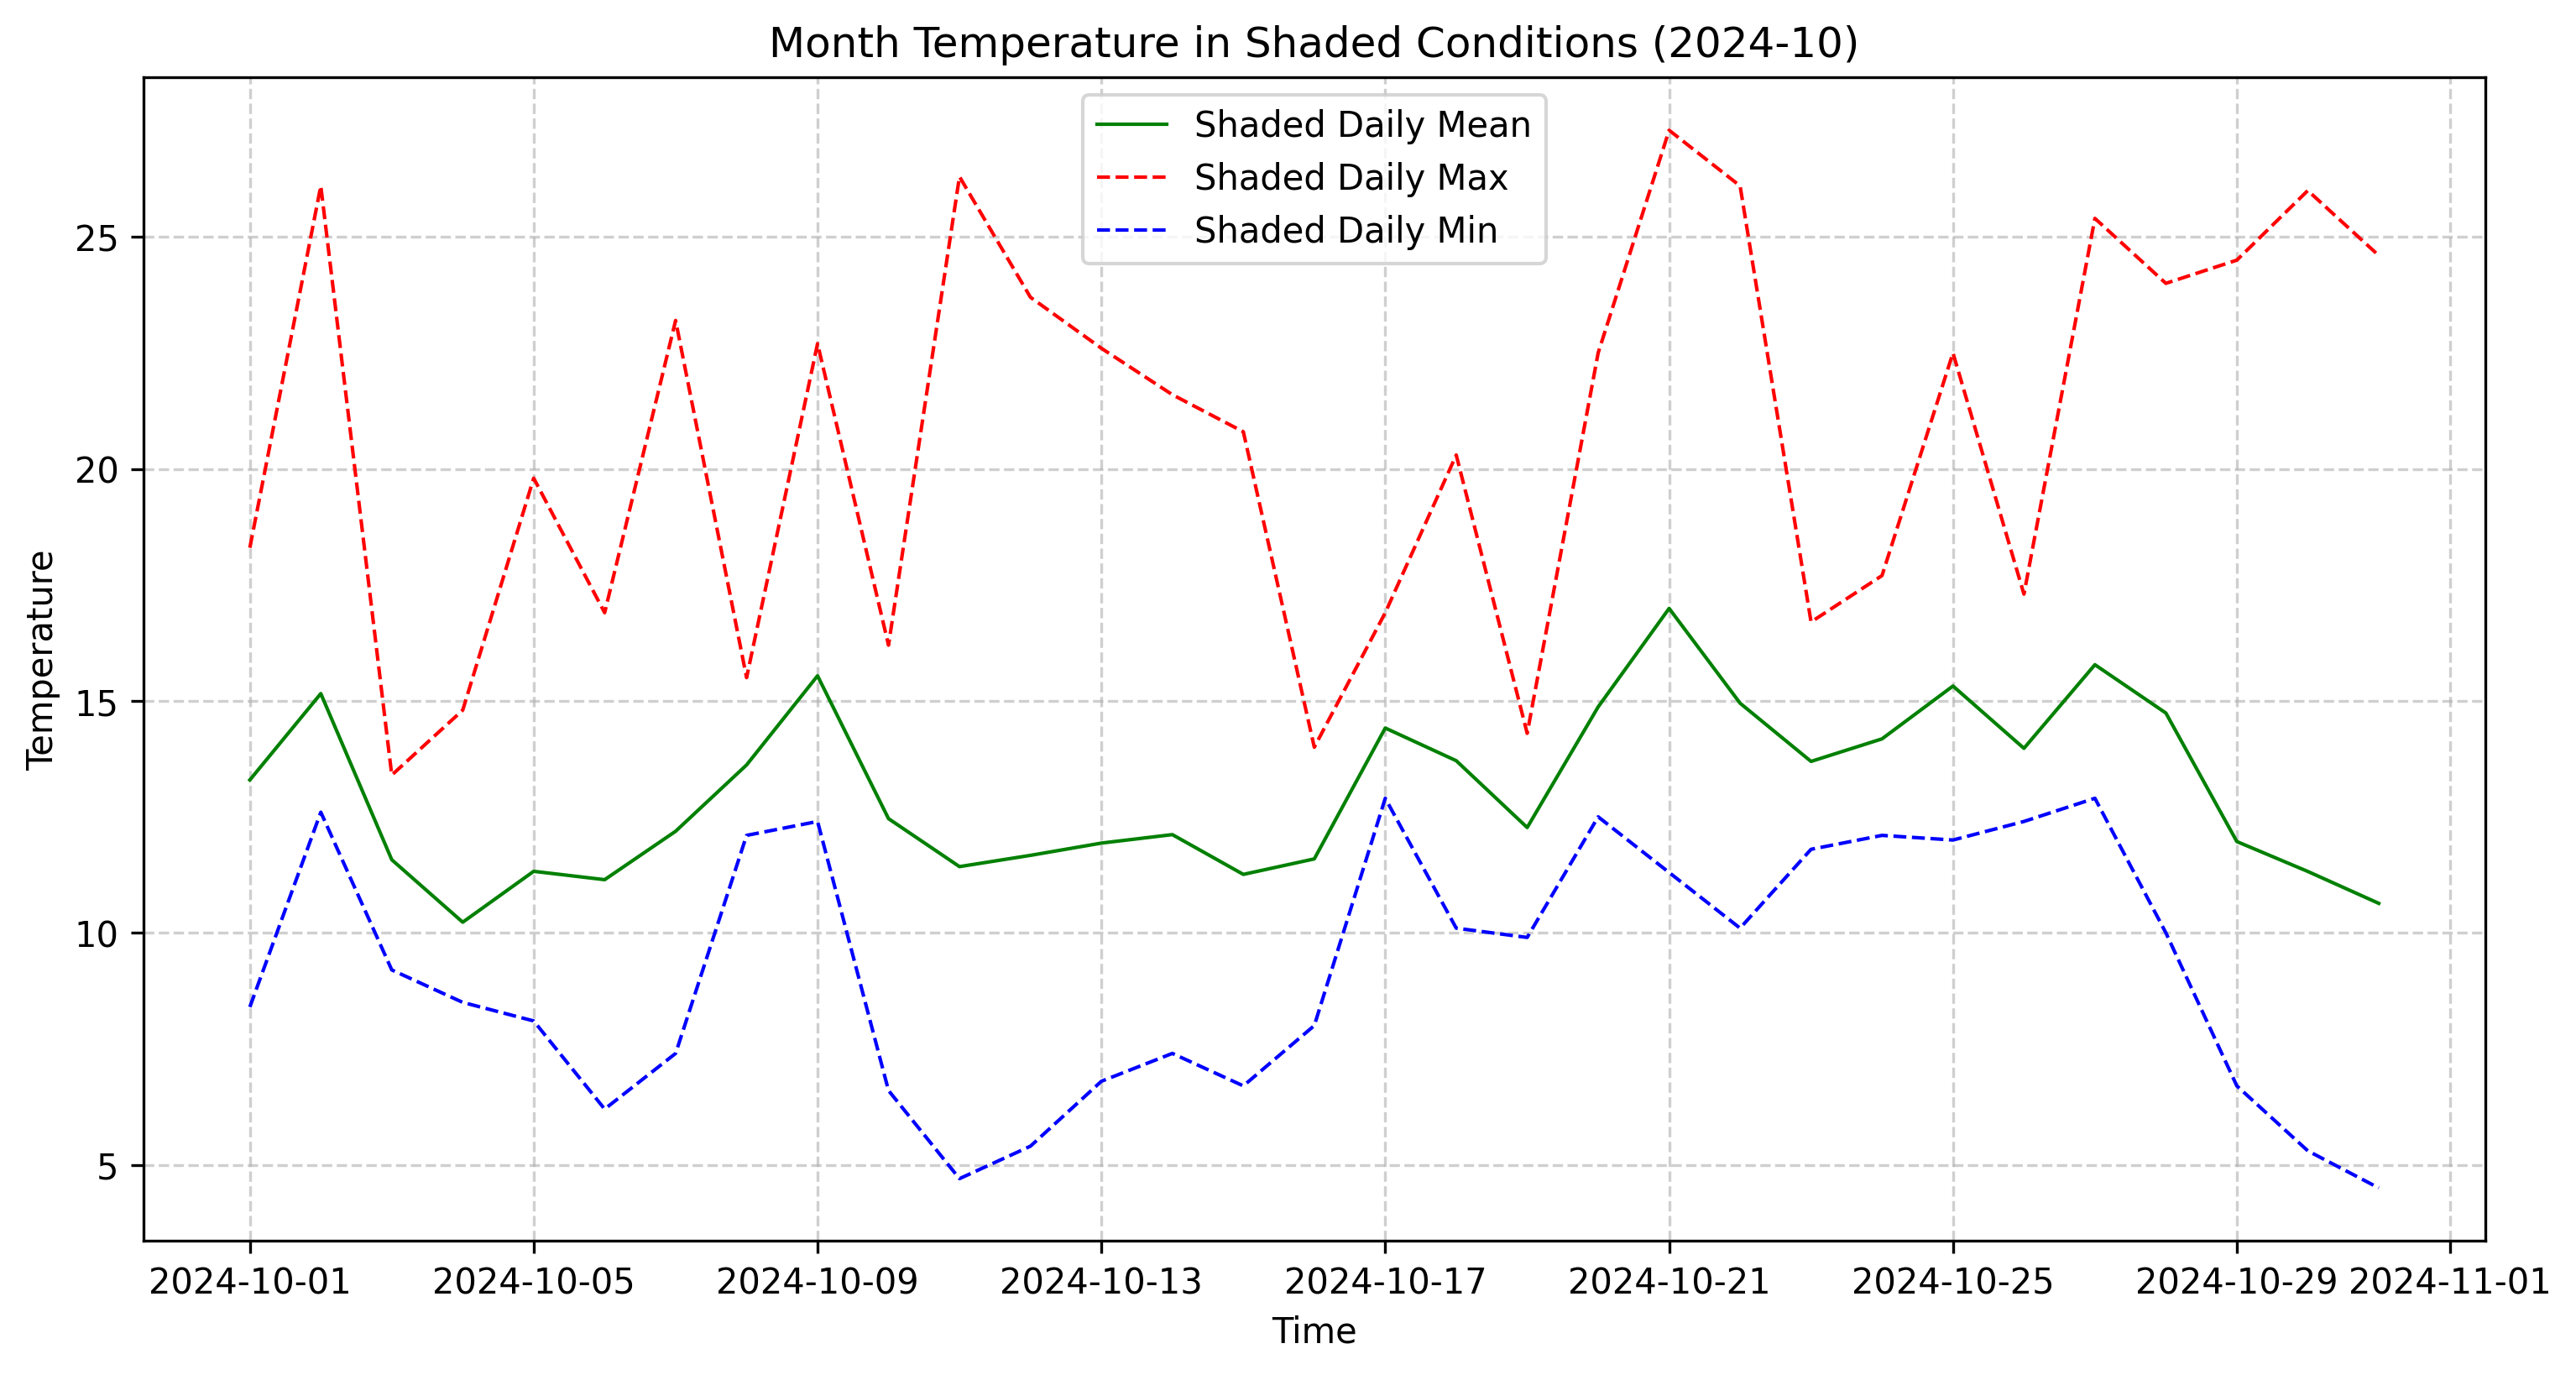 Month Temperature in Shaded Conditions (2024-10)
Shaded Daily Mean
Shaded Daily Max
Shaded Daily Min
Temperature
25
20
15
10
5
2024-10-01 2024-10-05 2024-10-09 2024-10-13 2024-10-17 2024-10-21 2024-10-25 2024-10-29 2024-11-01
Time